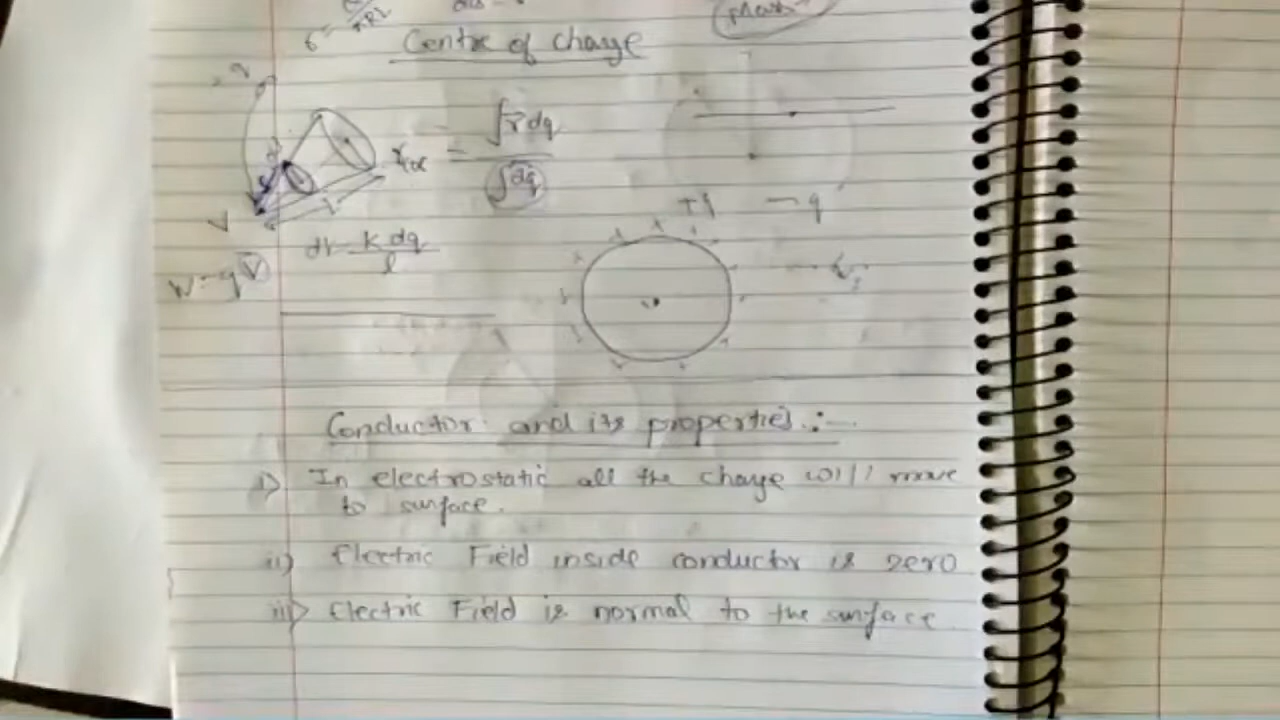 Centre of charge
∫r⃗dq
∫dq
dV = K dq
l
V
W = qV
+q -q
Conductor and its properties :-
i) In electrostatic all the charge will move
to surface.
ii) Electric Field inside conductor is zero
iii) Electric Field is normal to the surface.